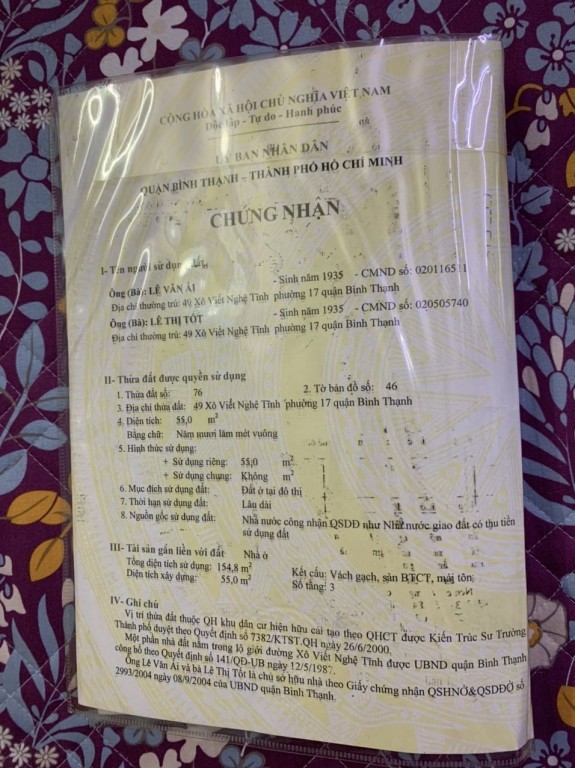 CỘNG HÒA XÃ HỘI CHỦ NGHĨA VIỆT NAM
Độc lập - Tự do - Hạnh phúc
ỦY BAN NHÂN DÂN
QUẬN BÌNH THẠNH - THÀNH PHỐ HỒ CHÍ MINH
CHỨNG NHẬN
I- Tên người sử dụng đất
Ông (Bà): LÊ VĂN ÁI - Sinh năm 1935 - CMND số: 020116511
Địa chỉ thường trú: 49 Xô Viết Nghệ Tĩnh phường 17 quận Bình Thạnh
Ông (Bà): LÊ THỊ TỐT - Sinh năm 1935 - CMND số: 020505740
Địa chỉ thường trú: 49 Xô Viết Nghệ Tĩnh phường 17 quận Bình Thạnh
II- Thửa đất được quyền sử dụng
1. Thửa đất số: 76 2. Tờ bản đồ số: 46
3. Địa chỉ thửa đất: 49 Xô Viết Nghệ Tĩnh phường 17 quận Bình Thạnh
4. Diện tích: 55,0 m²
Bằng chữ: Năm mươi lăm mét vuông
5. Hình thức sử dụng:
+ Sử dụng riêng: 55,0 m²
+ Sử dụng chung: Không m²
6. Mục đích sử dụng đất: Đất ở tại đô thị
7. Thời hạn sử dụng đất: Lâu dài
8. Nguồn gốc sử dụng đất: Nhà nước công nhận QSDĐ như Nhà nước giao đất có thu tiền
sử dụng đất
III- Tài sản gắn liền với đất Nhà ở
Tổng diện tích sử dụng: 154,8 m² Kết cấu: Vách gạch, sàn BTCT, mái tôn
Diện tích xây dựng: 55,0 m² Số tầng: 3
IV- Ghi chú
Vị trí thửa đất thuộc QH khu dân cư hiện hữu cải tạo theo QHCT được Kiến Trúc Sư Trưởng
Thành phố duyệt theo Quyết định số 7382/KTST.QH ngày 26/6/2000.
Một phần nhà đất nằm trong lộ giới đường Xô Viết Nghệ Tĩnh được UBND quận Bình Thạnh
công bố theo Quyết định số 141/QĐ-UB ngày 12/5/1987.
Ông Lê Văn Ái và bà Lê Thị Tốt là chủ sở hữu nhà theo Giấy chứng nhận QSHNỞ&QSDĐỞ số
2993/2004 ngày 08/9/2004 của UBND quận Bình Thạnh.